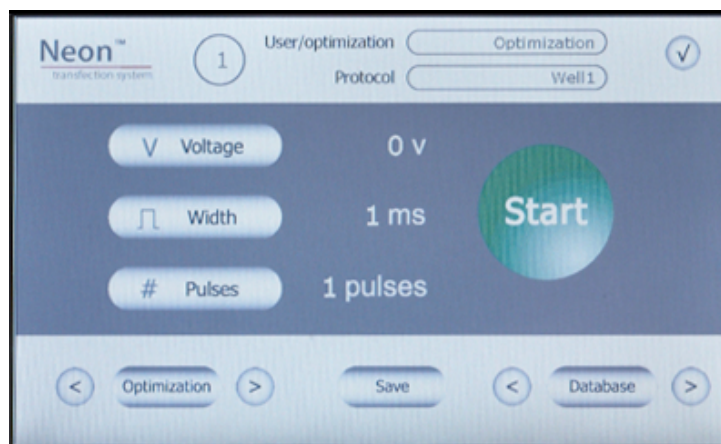 Neon™
transfection system
1
User/optimization Optimization
Protocol Well1
√
V Voltage 0 v
Width 1 ms
# Pulses 1 pulses
Start
< Optimization > Save < Database >